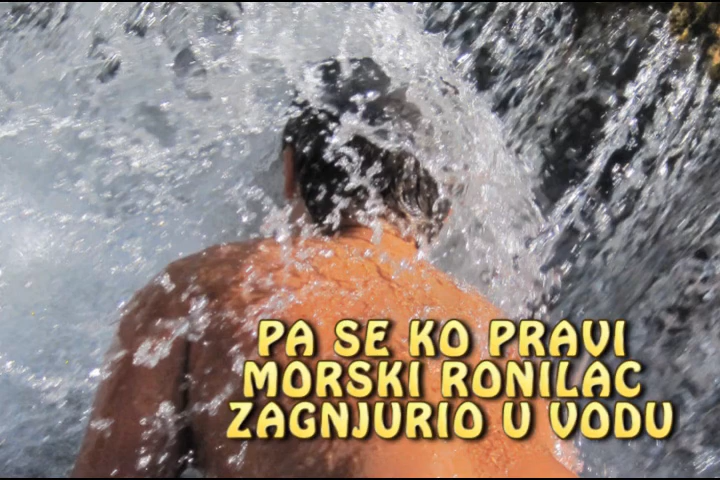 PA SE KO PRAVI
MORSKI RONILAC
ZAGNJURIO U VODU